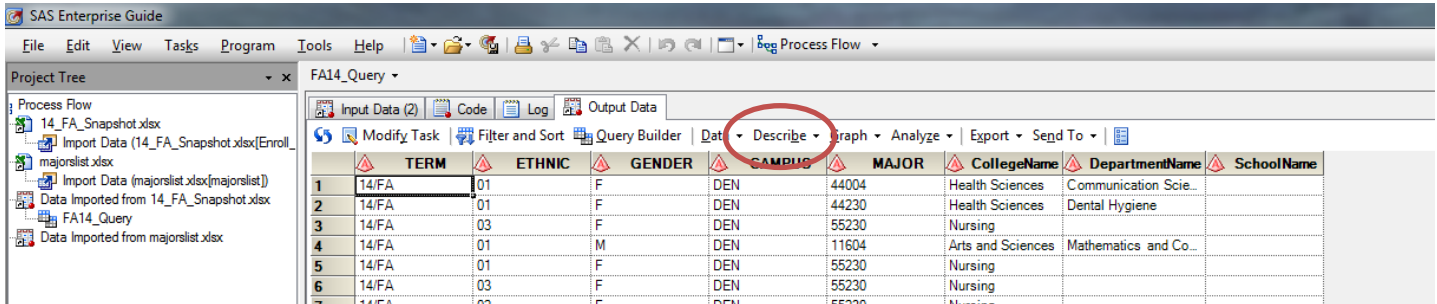 SAS Enterprise Guide
File Edit View Tasks Program Tools Help Process Flow
Project Tree
FA14_Query
Process Flow
14_FA_Snapshot.xlsx
Import Data (14_FA_Snapshot.xlsx[Enroll_
majorslist.xlsx
Import Data (majorslist.xlsx[majorslist])
Data Imported from 14_FA_Snapshot.xlsx
FA14_Query
Data Imported from majorslist.xlsx
Input Data (2) Code Log Output Data
Modify Task Filter and Sort Query Builder Data Describe Graph Analyze Export Send To
TERM ETHNIC GENDER CAMPUS MAJOR CollegeName DepartmentName SchoolName
1 14/FA 01 F DEN 44004 Health Sciences Communication Scie...
2 14/FA 01 F DEN 44230 Health Sciences Dental Hygiene
3 14/FA 03 F DEN 55230 Nursing
4 14/FA 01 M DEN 11604 Arts and Sciences Mathematics and Co...
5 14/FA 01 F DEN 55230 Nursing
6 14/FA 03 F DEN 55230 Nursing